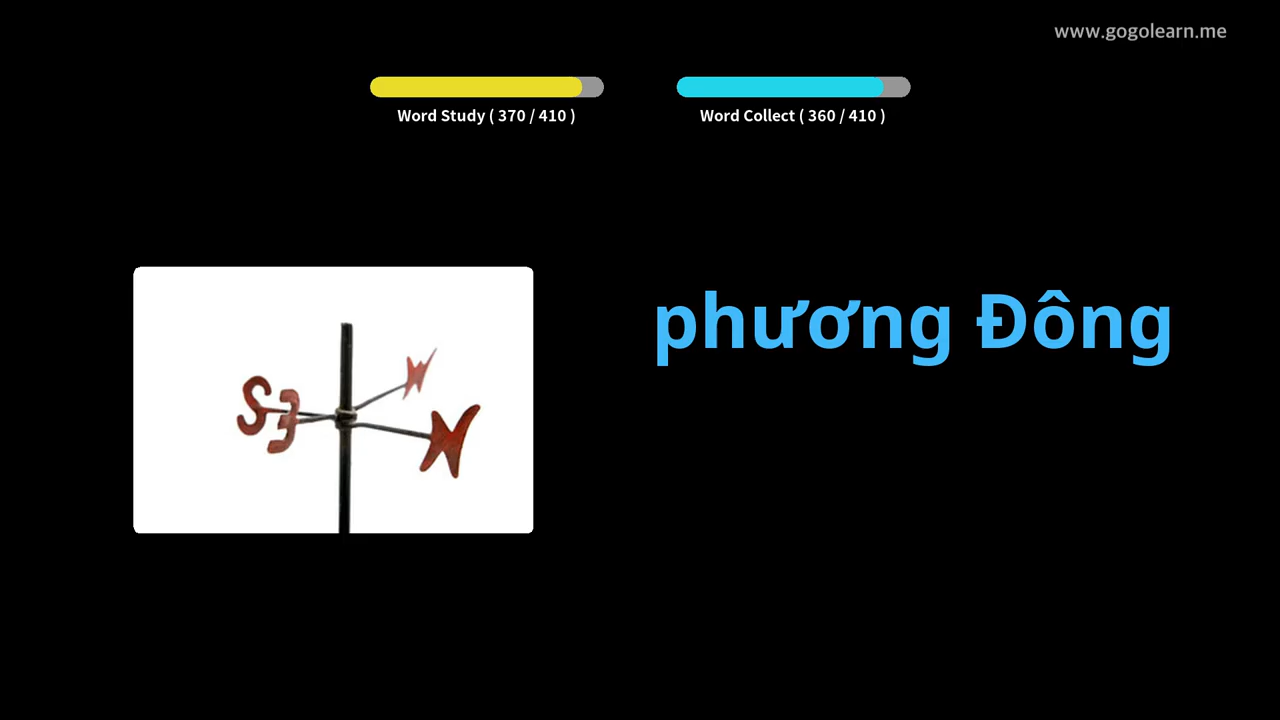 www.gogolearn.me
Word Study ( 370 / 410 )
Word Collect ( 360 / 410 )
phương Đông
S
E
N